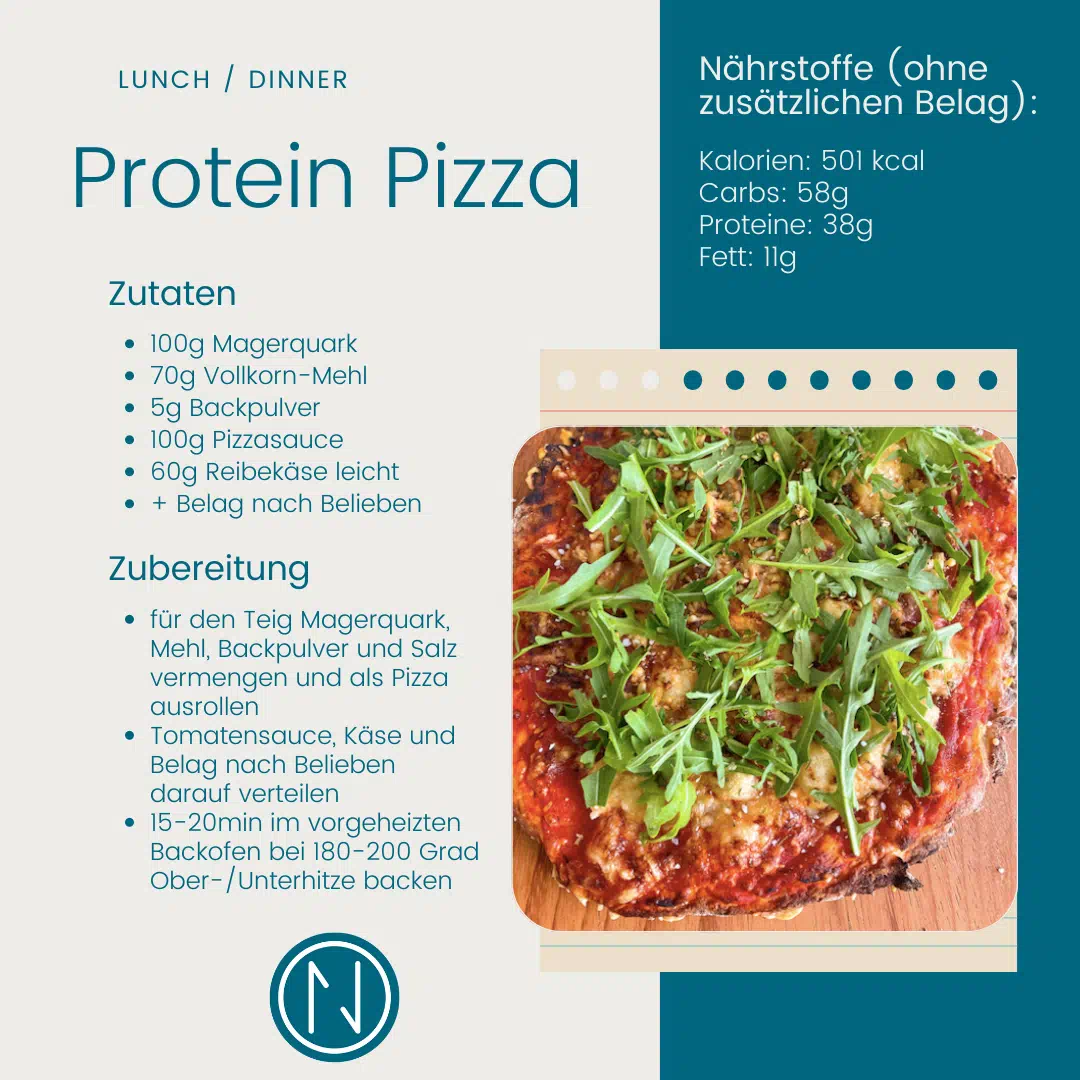 LUNCH / DINNER
Protein Pizza
Zutaten
• 100g Magerquark
• 70g Vollkorn-Mehl
• 5g Backpulver
• 100g Pizzasauce
• 60g Reibekäse leicht
• + Belag nach Belieben
Zubereitung
• für den Teig Magerquark,
Mehl, Backpulver und Salz
vermengen und als Pizza
ausrollen
• Tomatensauce, Käse und
Belag nach Belieben
darauf verteilen
• 15-20min im vorgeheizten
Backofen bei 180-200 Grad
Ober-/Unterhitze backen
Nährstoffe (ohne
zusätzlichen Belag):
Kalorien: 501 kcal
Carbs: 58g
Proteine: 38g
Fett: 11g